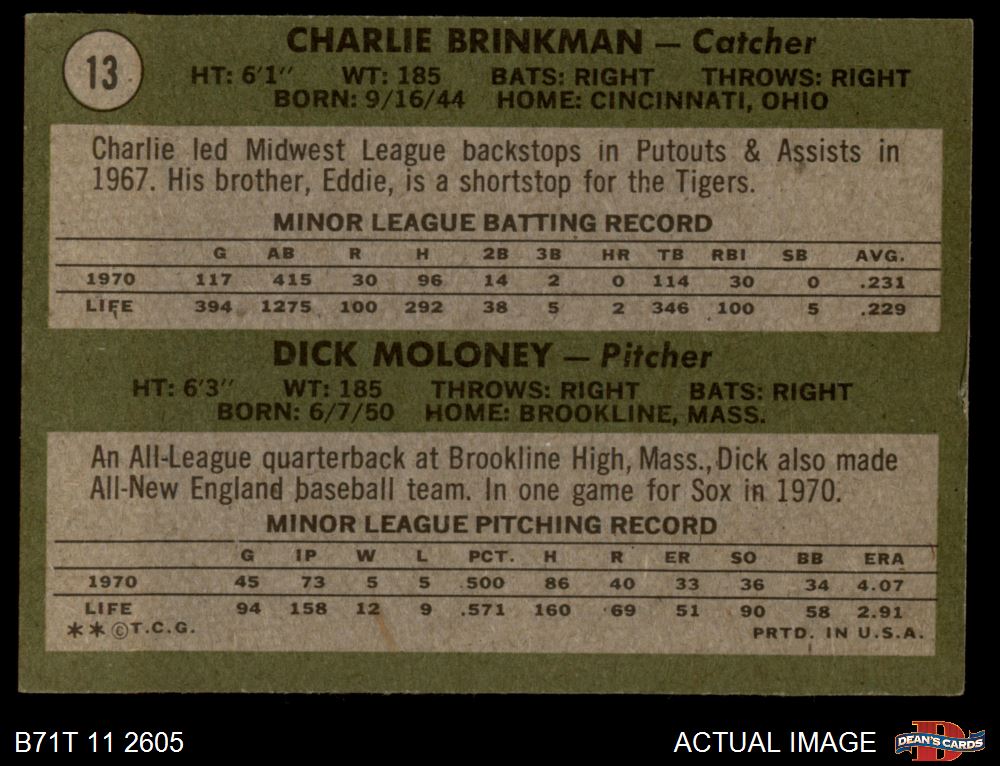 13
CHARLIE BRINKMAN — Catcher
HT: 6'1" WT: 185 BATS: RIGHT THROWS: RIGHT
BORN: 9/16/44 HOME: CINCINNATI, OHIO
Charlie led Midwest League backstops in Putouts & Assists in
1967. His brother, Eddie, is a shortstop for the Tigers.
MINOR LEAGUE BATTING RECORD
G AB R H 2B 3B HR TB RBI SB AVG.
1970 117 415 30 96 14 2 0 114 30 0 .231
LIFE 394 1275 100 292 38 5 2 346 100 5 .229
DICK MOLONEY — Pitcher
HT: 6'3" WT: 185 THROWS: RIGHT BATS: RIGHT
BORN: 6/7/50 HOME: BROOKLINE, MASS.
An All-League quarterback at Brookline High, Mass., Dick also made
All-New England baseball team. In one game for Sox in 1970.
MINOR LEAGUE PITCHING RECORD
G IP W L PCT. H R ER SO BB ERA
1970 45 73 5 5 .500 86 40 33 36 34 4.07
LIFE 94 158 12 9 .571 160 69 51 90 58 2.91
**©T.C.G. PRTD. IN U.S.A.
B71T 11 2605 ACTUAL IMAGE DEAN'S CARDS